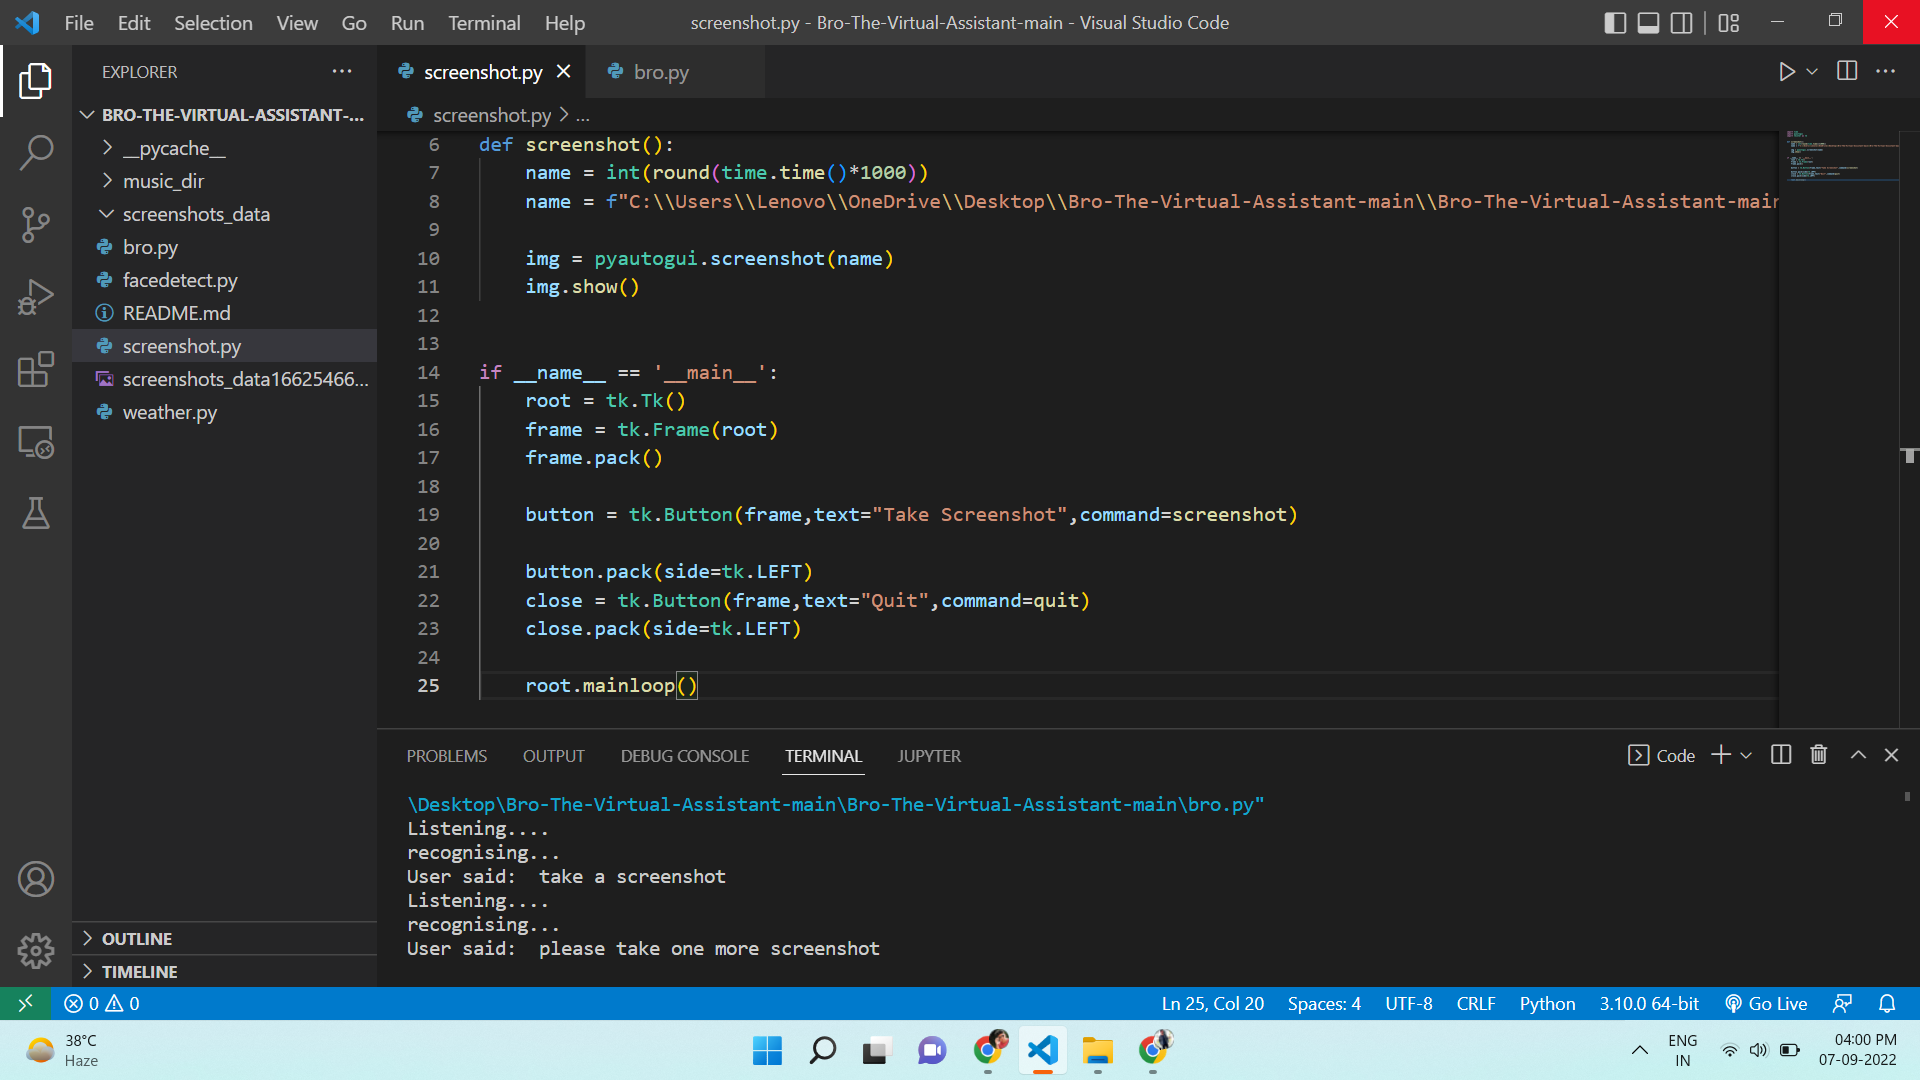 File Edit Selection View Go Run Terminal Help
screenshot.py - Bro-The-Virtual-Assistant-main - Visual Studio Code
EXPLORER
BRO-THE-VIRTUAL-ASSISTANT-...
__pycache__
music_dir
screenshots_data
bro.py
facedetect.py
README.md
screenshot.py
screenshots_data16625466...
weather.py
OUTLINE
TIMELINE
screenshot.py
bro.py
screenshot.py > ...
6 def screenshot():
7 name = int(round(time.time()*1000))
8 name = f"C:\\Users\\Lenovo\\OneDrive\\Desktop\\Bro-The-Virtual-Assistant-main\\Bro-The-Virtual-Assistant-main
9
10 img = pyautogui.screenshot(name)
11 img.show()
12
13
14 if __name__ == '__main__':
15 root = tk.Tk()
16 frame = tk.Frame(root)
17 frame.pack()
18
19 button = tk.Button(frame,text="Take Screenshot",command=screenshot)
20
21 button.pack(side=tk.LEFT)
22 close = tk.Button(frame,text="Quit",command=quit)
23 close.pack(side=tk.LEFT)
24
25 root.mainloop()
PROBLEMS OUTPUT DEBUG CONSOLE TERMINAL JUPYTER
Code
\Desktop\Bro-The-Virtual-Assistant-main\Bro-The-Virtual-Assistant-main\bro.py"
Listening....
recognising...
User said:  take a screenshot
Listening....
recognising...
User said:  please take one more screenshot
0 0
Ln 25, Col 20 Spaces: 4 UTF-8 CRLF Python 3.10.0 64-bit Go Live
38°C
Haze
ENG
IN
04:00 PM
07-09-2022